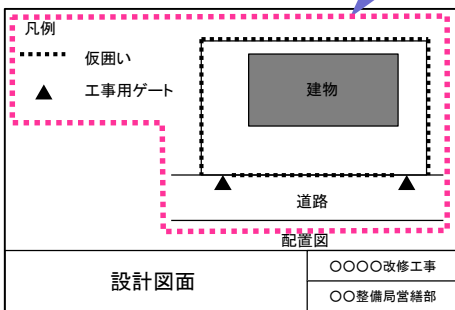 凡例
仮囲い
工事用ゲート
建物
道路
配置図
設計図面
○○○○改修工事
○○整備局営繕部